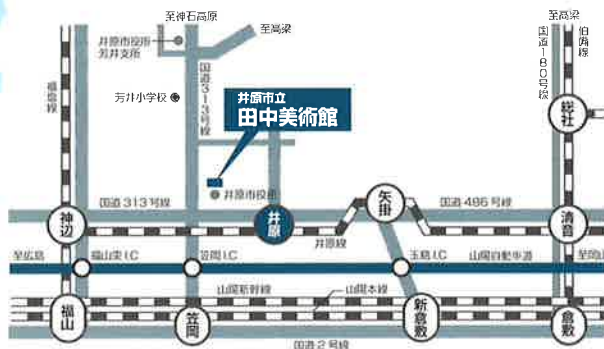 至神石高原
至高梁
至高梁
井原市役所
芳井支所
国道313号線
芳井小学校
福塩線
井原市立
田中美術館
井原市役所
国道180号線
伯備線
総社
国道313号線
国道486号線
神辺
井原
矢掛
清音
井原線
至広島
福山東I.C
笠岡I.C
玉島I.C
山陽自動車道
至岡山
山陽新幹線
山陽本線
福山
笠岡
新倉敷
倉敷
国道2号線